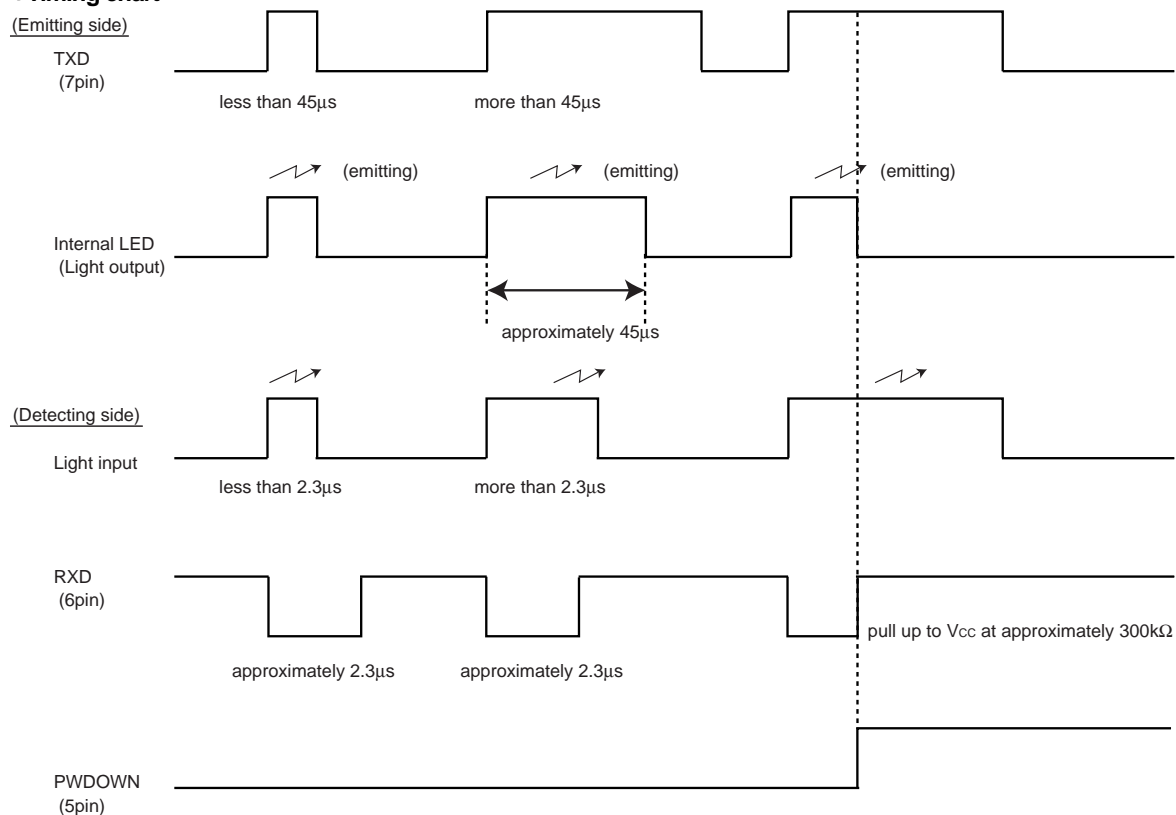 Timing chart
(Emitting side)
TXD
(7pin)
less than 45μs
more than 45μs
(emitting)
(emitting)
(emitting)
Internal LED
(Light output)
approximately 45μs
(Detecting side)
Light input
less than 2.3μs
more than 2.3μs
RXD
(6pin)
pull up to Vcc at approximately 300kΩ
approximately 2.3μs
approximately 2.3μs
PWDOWN
(5pin)